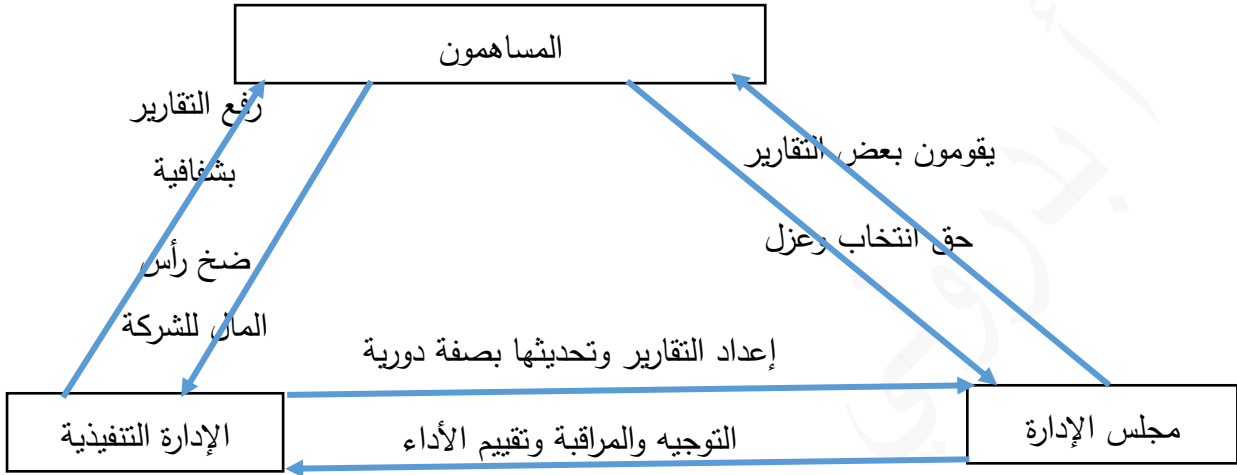 المساهمون
رفع التقارير
بشفافية
يقومون بعض التقارير
حق انتخاب وعزل
ضخ رأس
المال للشركة
إعداد التقارير وتحديثها بصفة دورية
الإدارة التنفيذية
مجلس الإدارة
التوجيه والمراقبة وتقييم الأداء